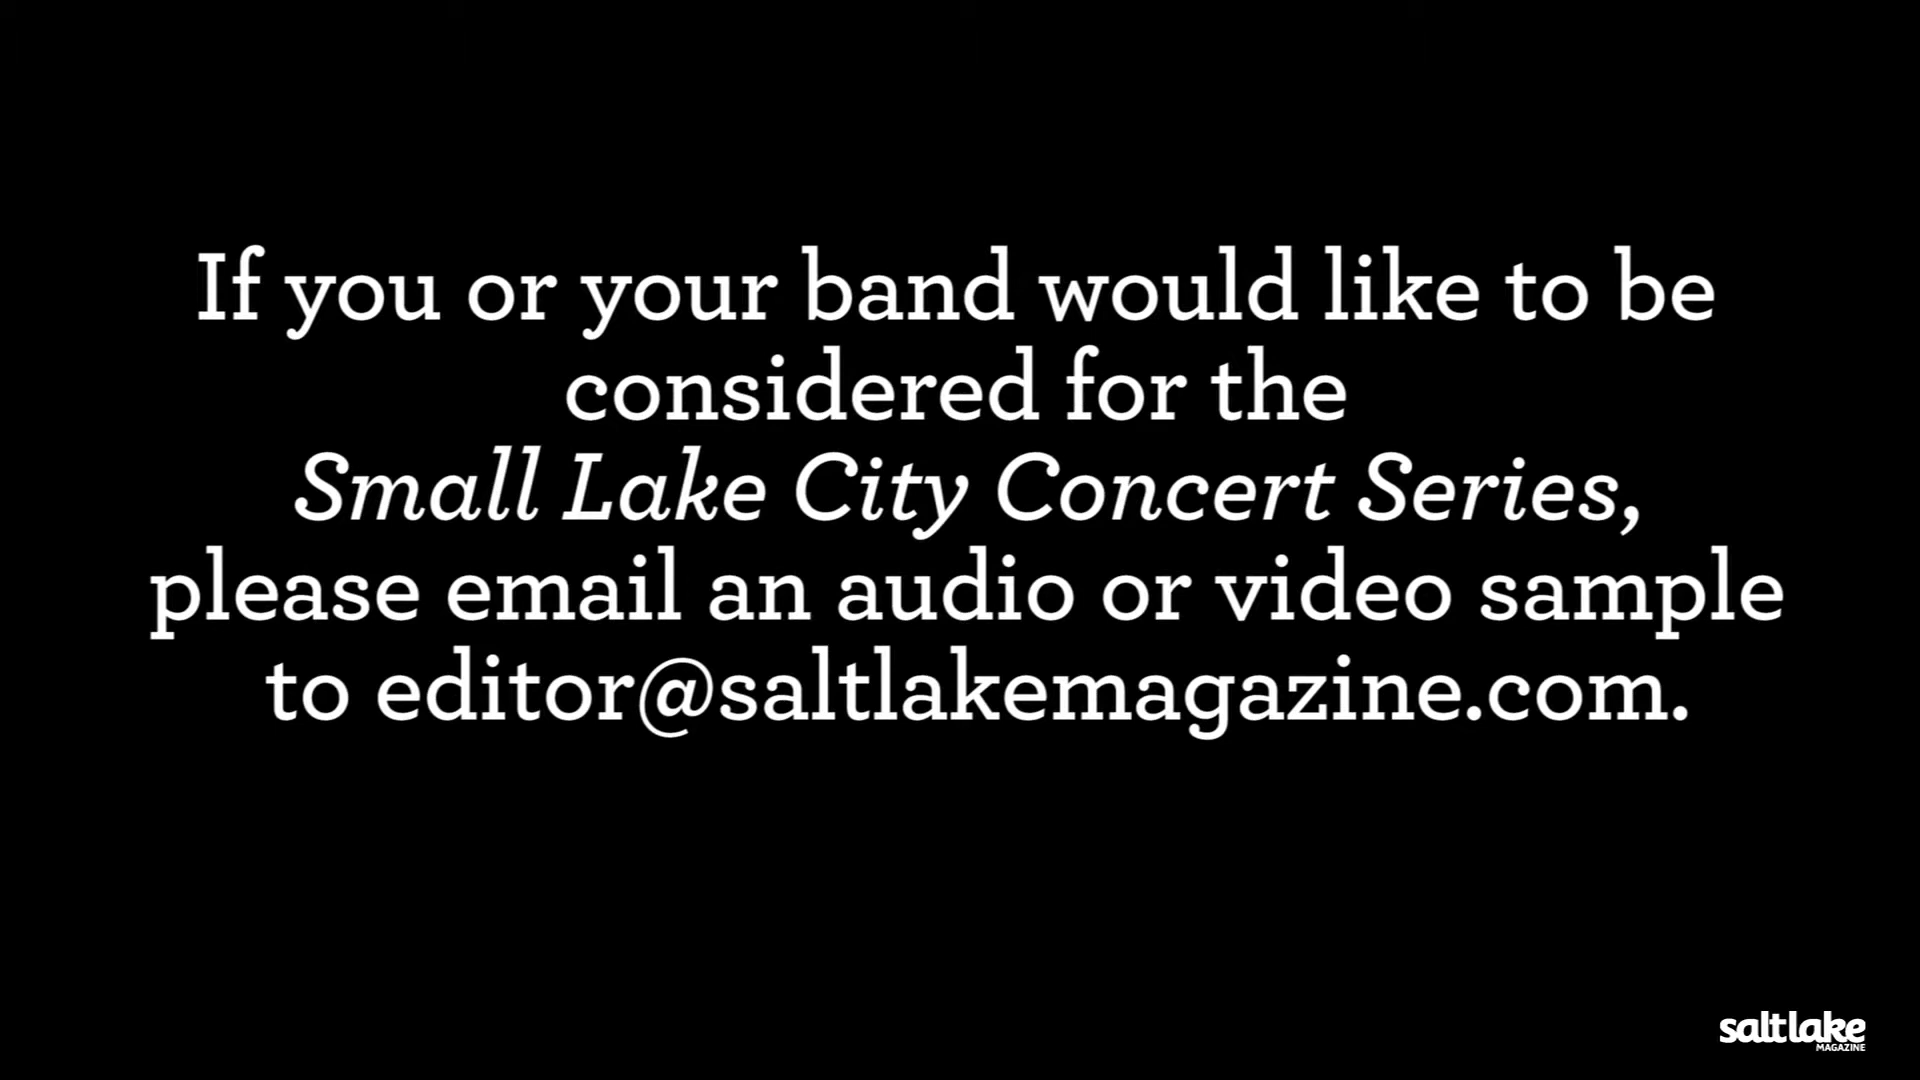 If you or your band would like to be
considered for the
Small Lake City Concert Series,
please email an audio or video sample
to editor@saltlakemagazine.com.
saltlake
MAGAZINE